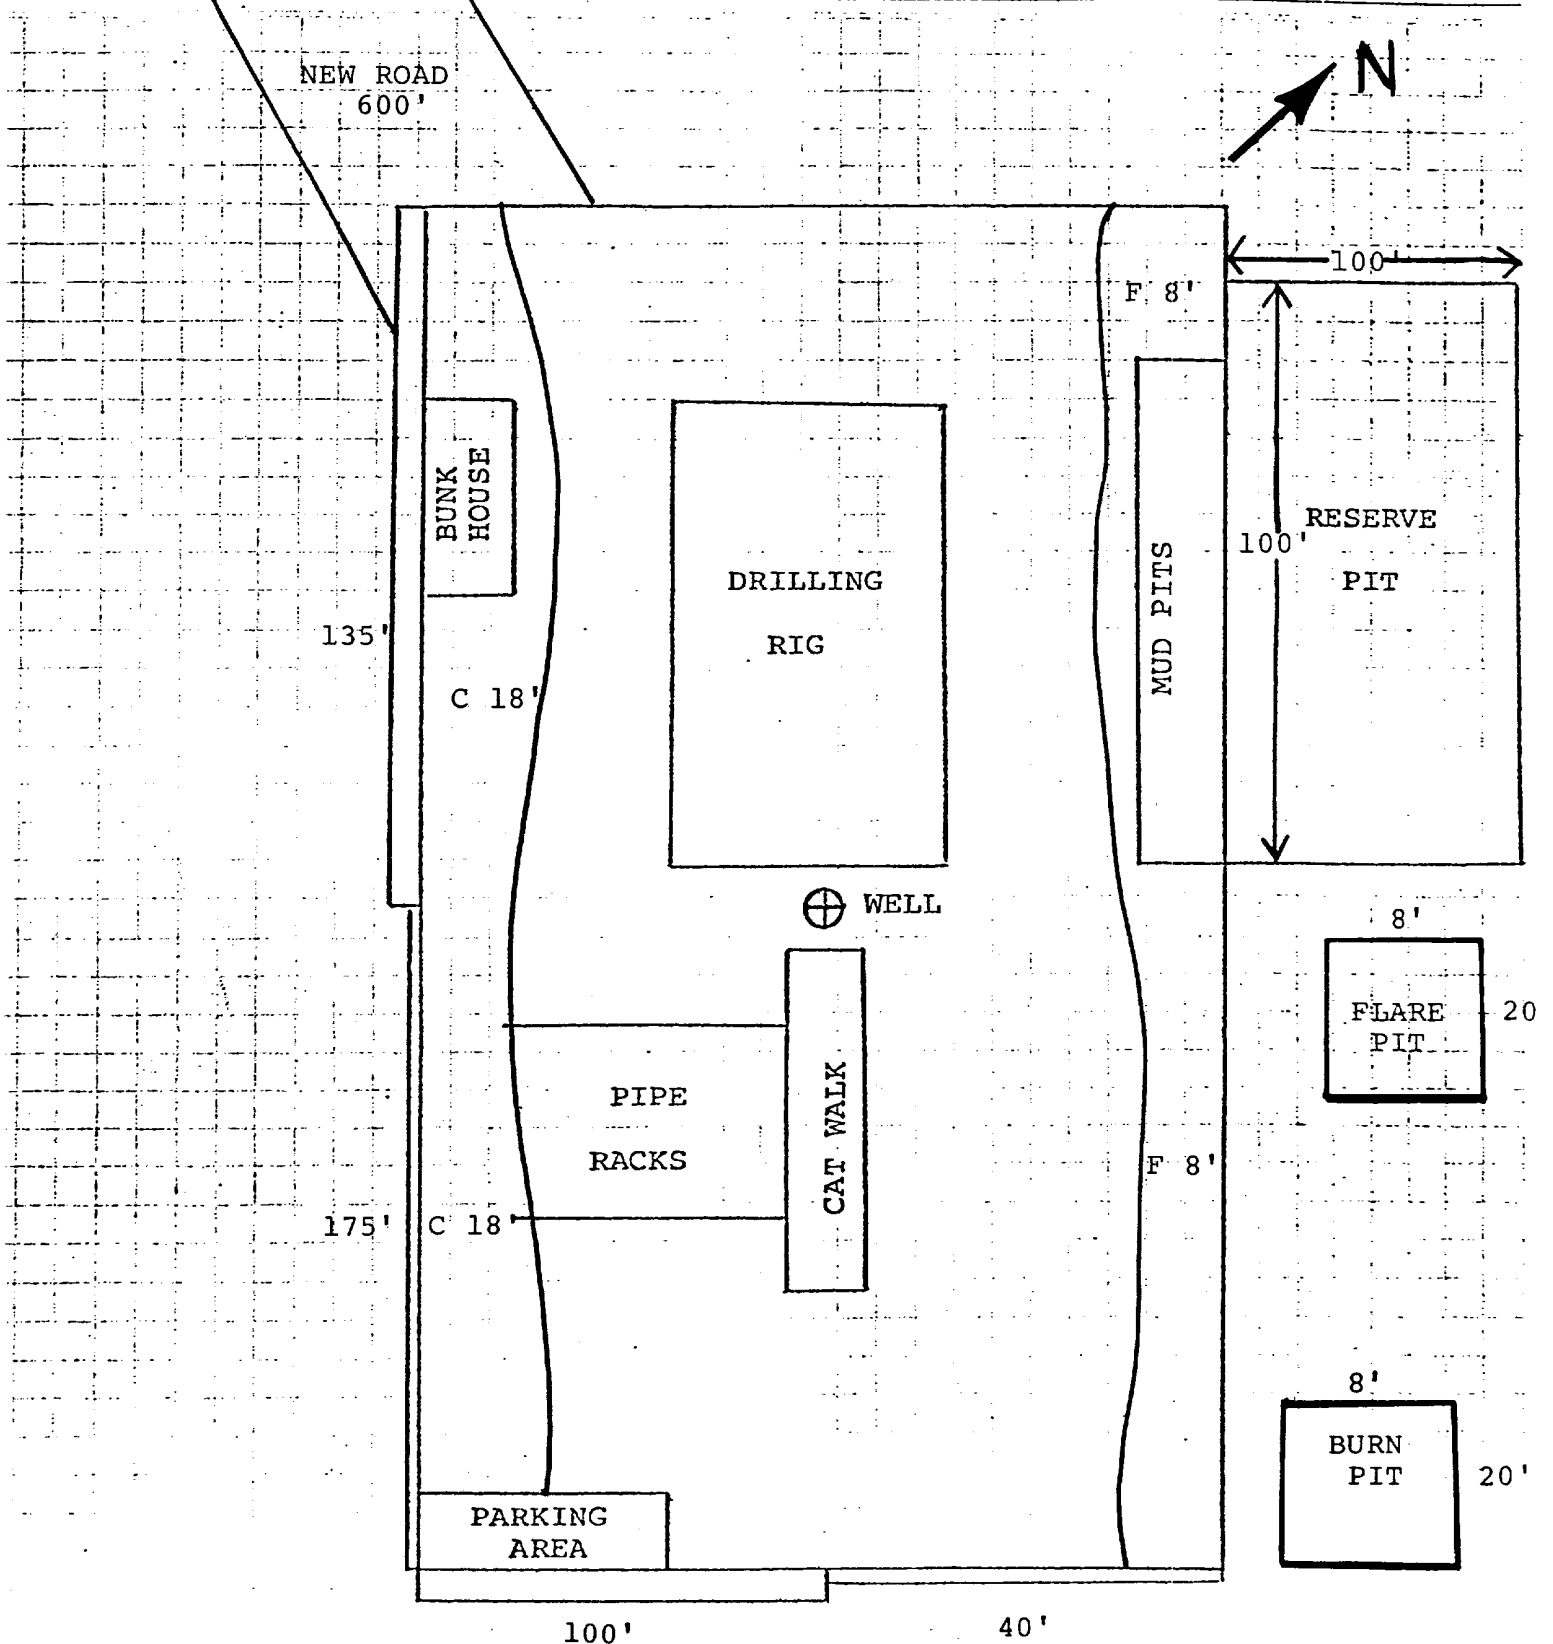 NEW ROAD
600'
N
100'
F 8'
BUNK
HOUSE
DRILLING
RIG
MUD PITS
100'
RESERVE
PIT
135'
C 18'
WELL
8'
FLARE
PIT
20
PIPE
RACKS
CAT WALK
F 8'
175'
C 18'
8'
BURN
PIT
20'
PARKING
AREA
100'
40'